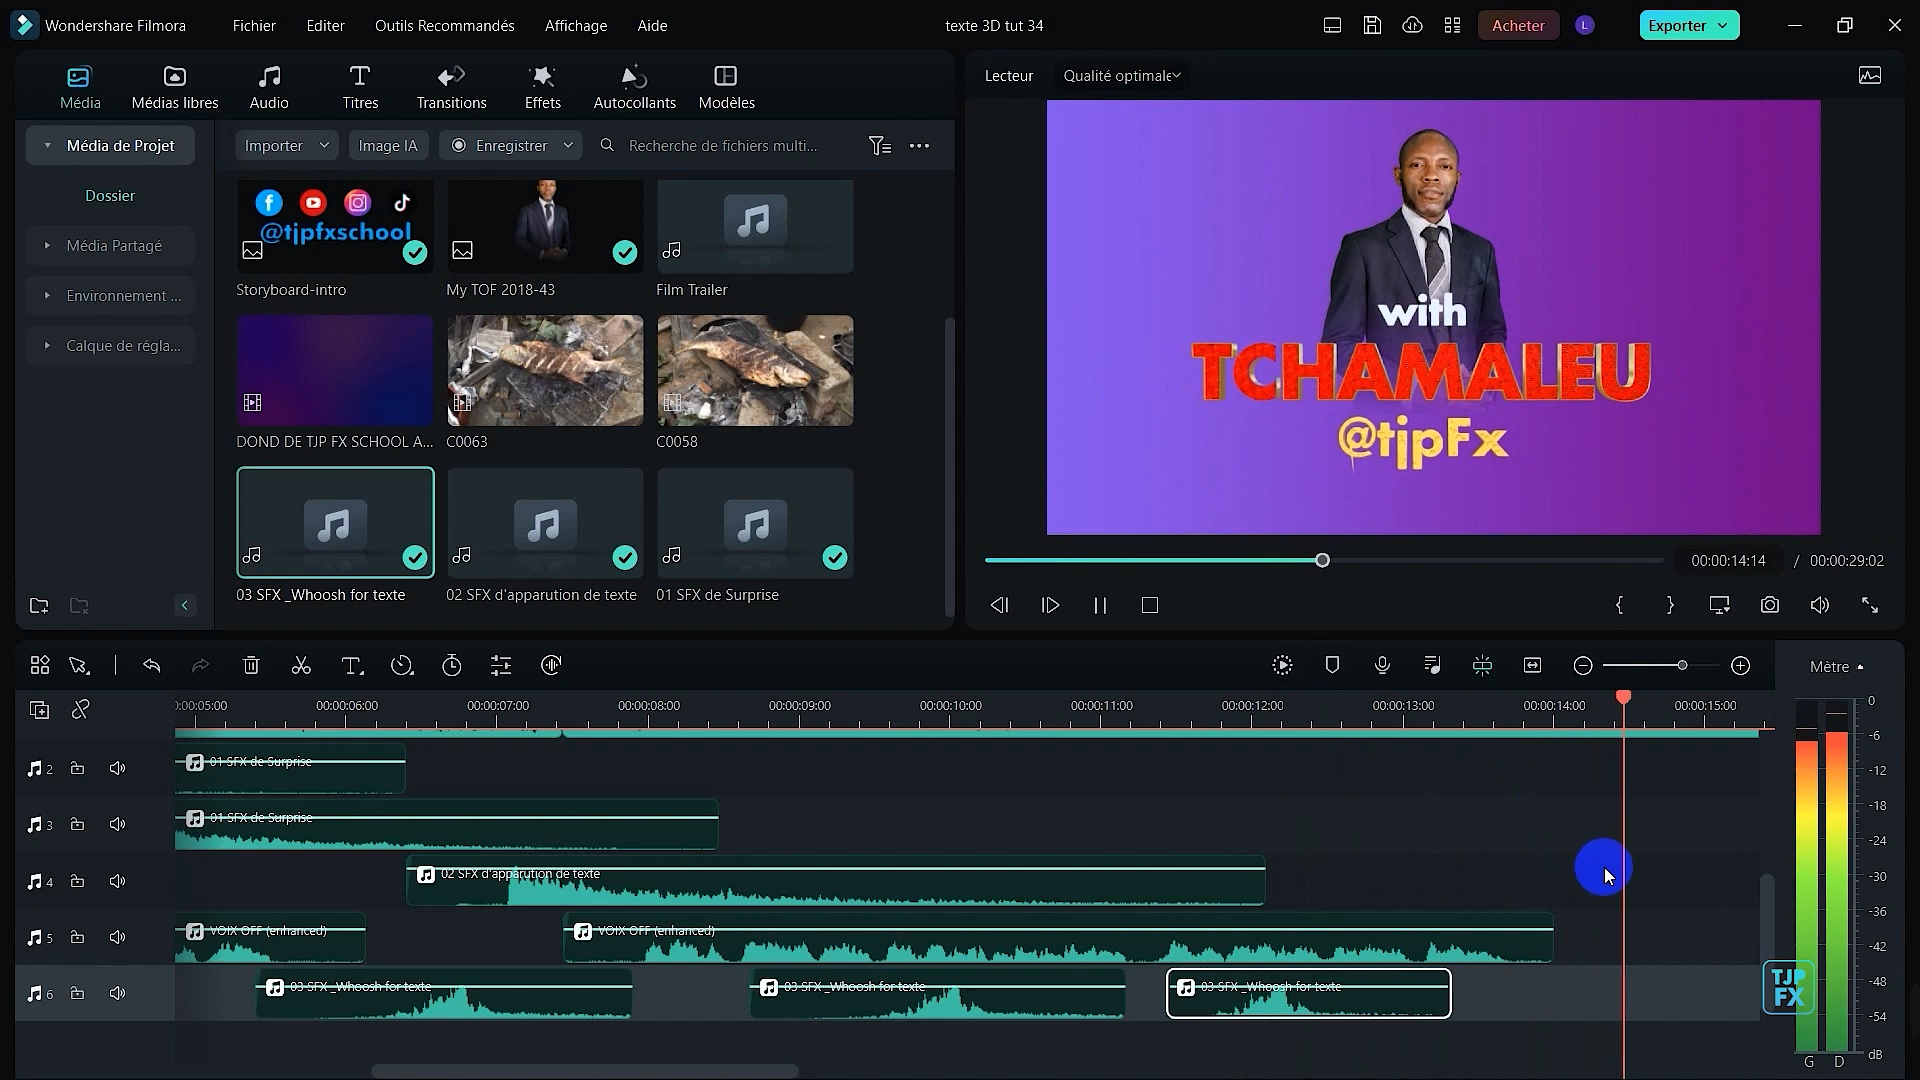 Wondershare Filmora
Fichier
Editer
Outils Recommandés
Affichage
Aide
texte 3D tut 34
Acheter
L
Exporter
Média
Médias libres
Audio
Titres
Transitions
Effets
Autocollants
Modèles
Lecteur
Qualité optimale
Média de Projet
Importer
Image IA
Enregistrer
Recherche de fichiers multi...
Dossier
Média Partagé
Environnement ...
Calque de régla...
@tjpfxschool
Storyboard-intro
My TOF 2018-43
Film Trailer
DOND DE TJP FX SCHOOL A...
C0063
C0058
03 SFX _Whoosh for texte
02 SFX d'apparution de texte
01 SFX de Surprise
with
TCHAMALEU
@tjpFx
00:00:14:14 / 00:00:29:02
Mètre
0:00:05:00
00:00:06:00
00:00:07:00
00:00:08:00
00:00:09:00
00:00:10:00
00:00:11:00
00:00:12:00
00:00:13:00
00:00:14:00
00:00:15:00
2
01 SFX de Surprise
3
01 SFX de Surprise
4
02 SFX d'apparution de texte
5
VOIX OFF (enhanced)
VOIX OFF (enhanced)
6
03 SFX _Whoosh for texte
03 SFX _Whoosh for texte
03 SFX _Whoosh for texte
0
-6
-12
-18
-24
-30
-36
-42
-48
-54
dB
G D
TJP
FX